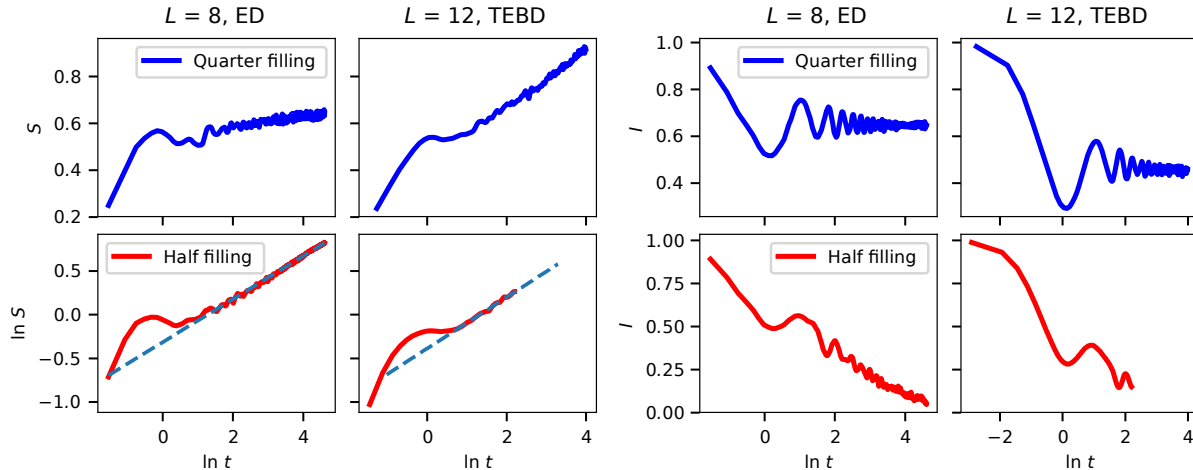 L = 8, ED
L = 12, TEBD
L = 8, ED
L = 12, TEBD
Quarter filling
Quarter filling
S
0.8
0.6
0.4
0.2
I
1.0
0.8
0.6
0.4
Half filling
Half filling
ln S
0.5
0.0
−0.5
−1.0
I
1.00
0.75
0.50
0.25
0.00
0 2 4
0 2 4
0 2 4
−2 0 2 4
ln t
ln t
ln t
ln t